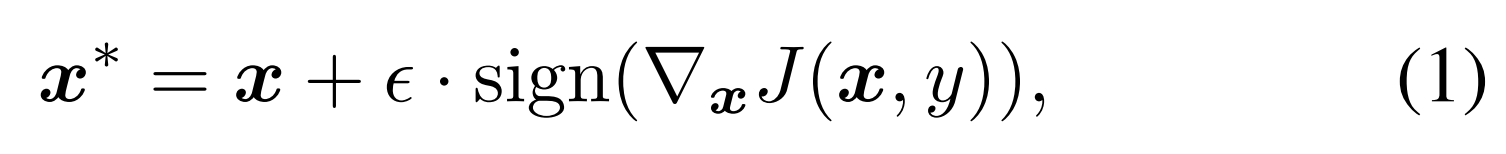 𝒙* = 𝒙 + ϵ · sign(∇𝒙J(𝒙, y)), (1)